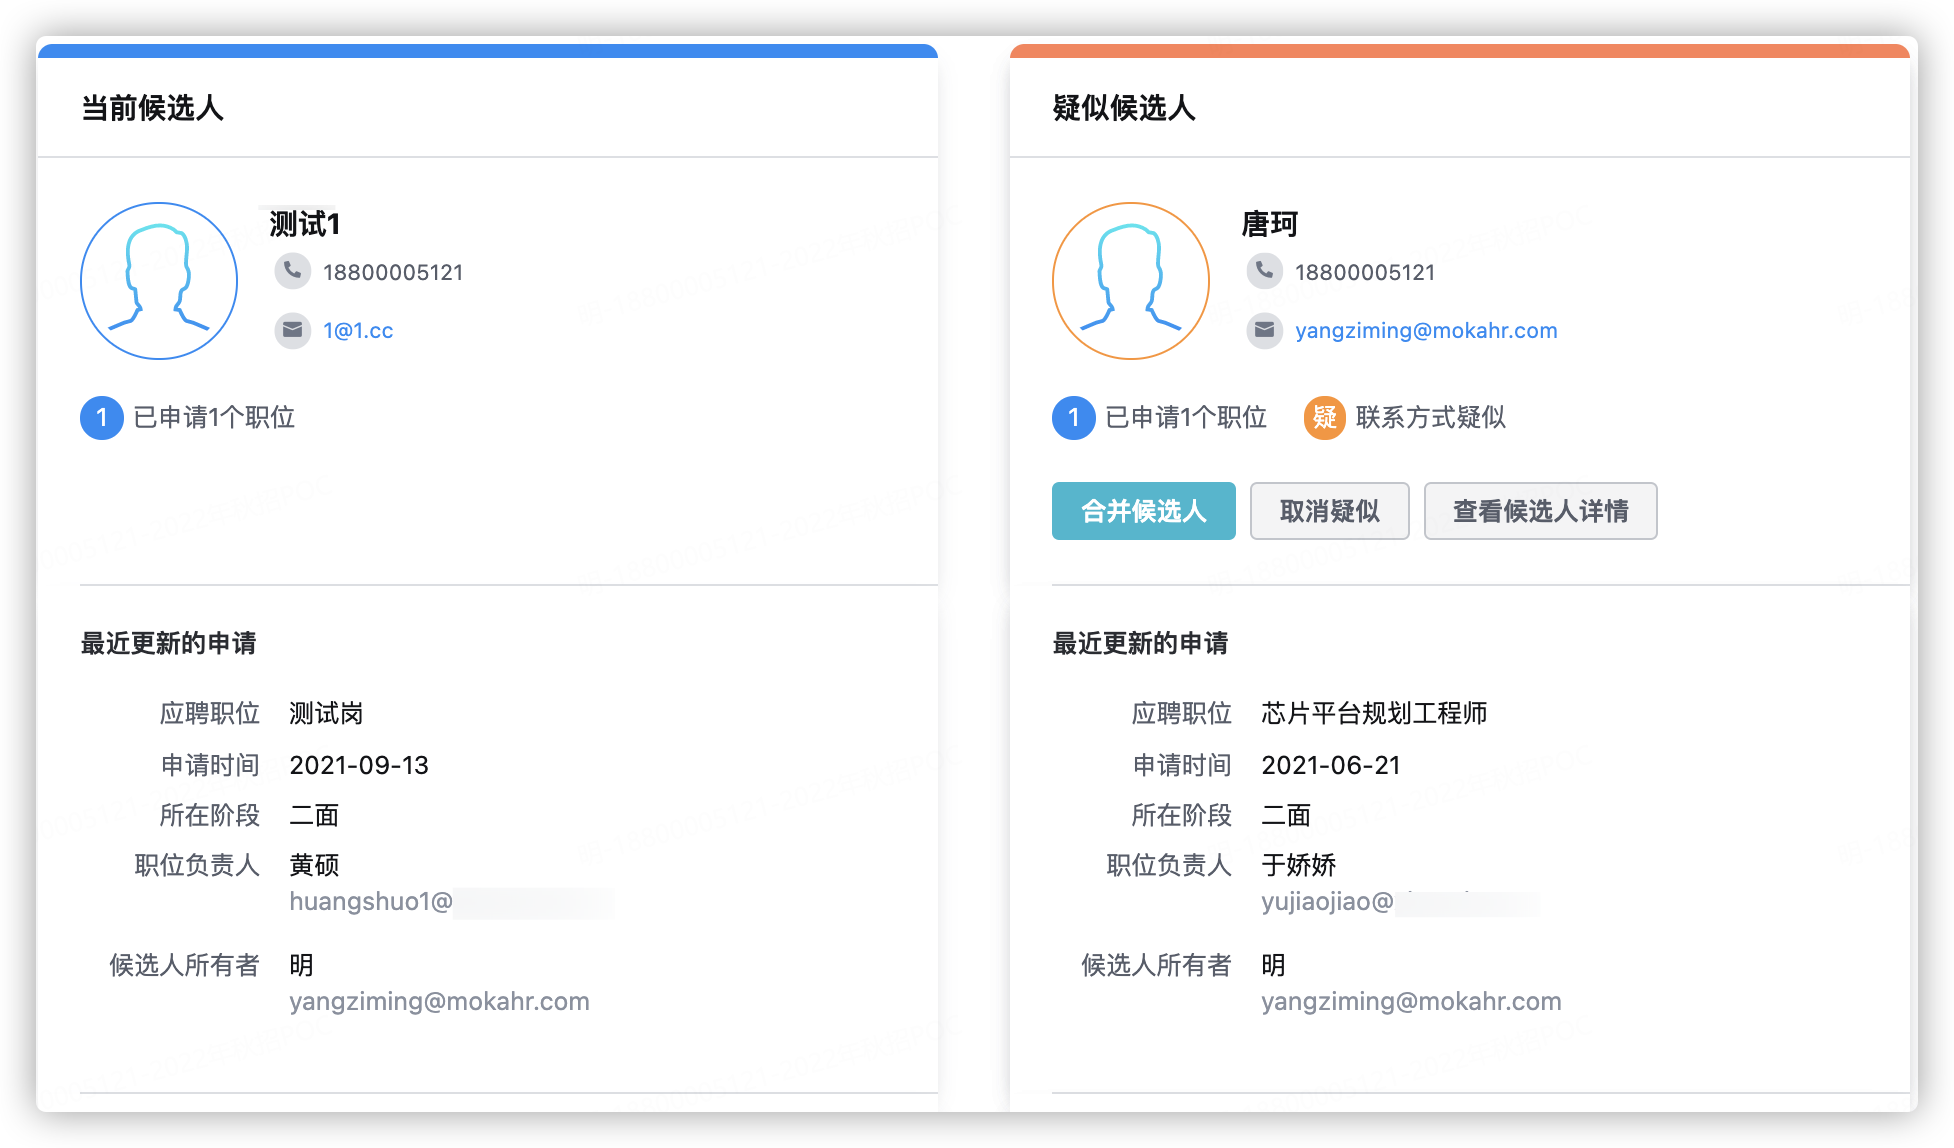 当前候选人
测试1
18800005121
1@1.cc
1 已申请1个职位
最近更新的申请
应聘职位 测试岗
申请时间 2021-09-13
所在阶段 二面
职位负责人 黄硕
huangshuo1@
候选人所有者 明
yangziming@mokahr.com
疑似候选人
唐珂
18800005121
yangziming@mokahr.com
1 已申请1个职位 疑 联系方式疑似
合并候选人 取消疑似 查看候选人详情
最近更新的申请
应聘职位 芯片平台规划工程师
申请时间 2021-06-21
所在阶段 二面
职位负责人 于娇娇
yujiaojiao@
候选人所有者 明
yangziming@mokahr.com